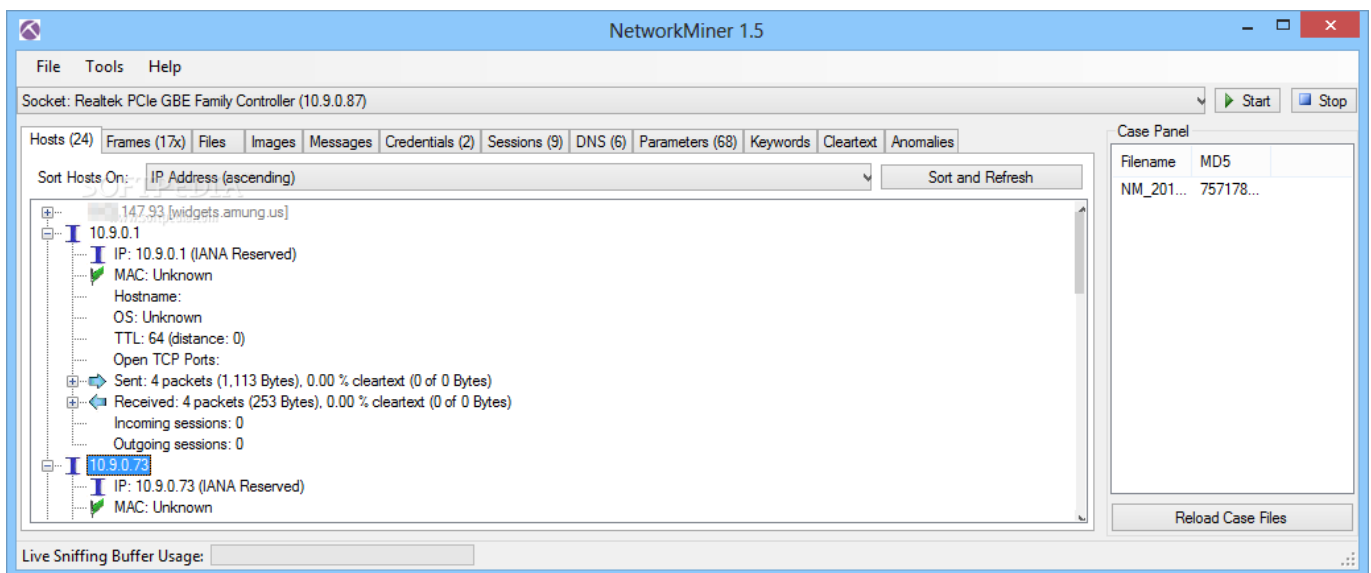 NetworkMiner 1.5
File Tools Help
Socket: Realtek PCIe GBE Family Controller (10.9.0.87)
Start Stop
Hosts (24) Frames (17x) Files Images Messages Credentials (2) Sessions (9) DNS (6) Parameters (68) Keywords Cleartext Anomalies
Case Panel
Sort Hosts On: IP Address (ascending) Sort and Refresh
Filename MD5
NM_201... 757178...
SOFTPEDIA
www.softpedia.com
.147.93 [widgets.amung.us]
10.9.0.1
IP: 10.9.0.1 (IANA Reserved)
MAC: Unknown
Hostname:
OS: Unknown
TTL: 64 (distance: 0)
Open TCP Ports:
Sent: 4 packets (1,113 Bytes), 0.00 % cleartext (0 of 0 Bytes)
Received: 4 packets (253 Bytes), 0.00 % cleartext (0 of 0 Bytes)
Incoming sessions: 0
Outgoing sessions: 0
10.9.0.73
IP: 10.9.0.73 (IANA Reserved)
MAC: Unknown
Reload Case Files
Live Sniffing Buffer Usage: